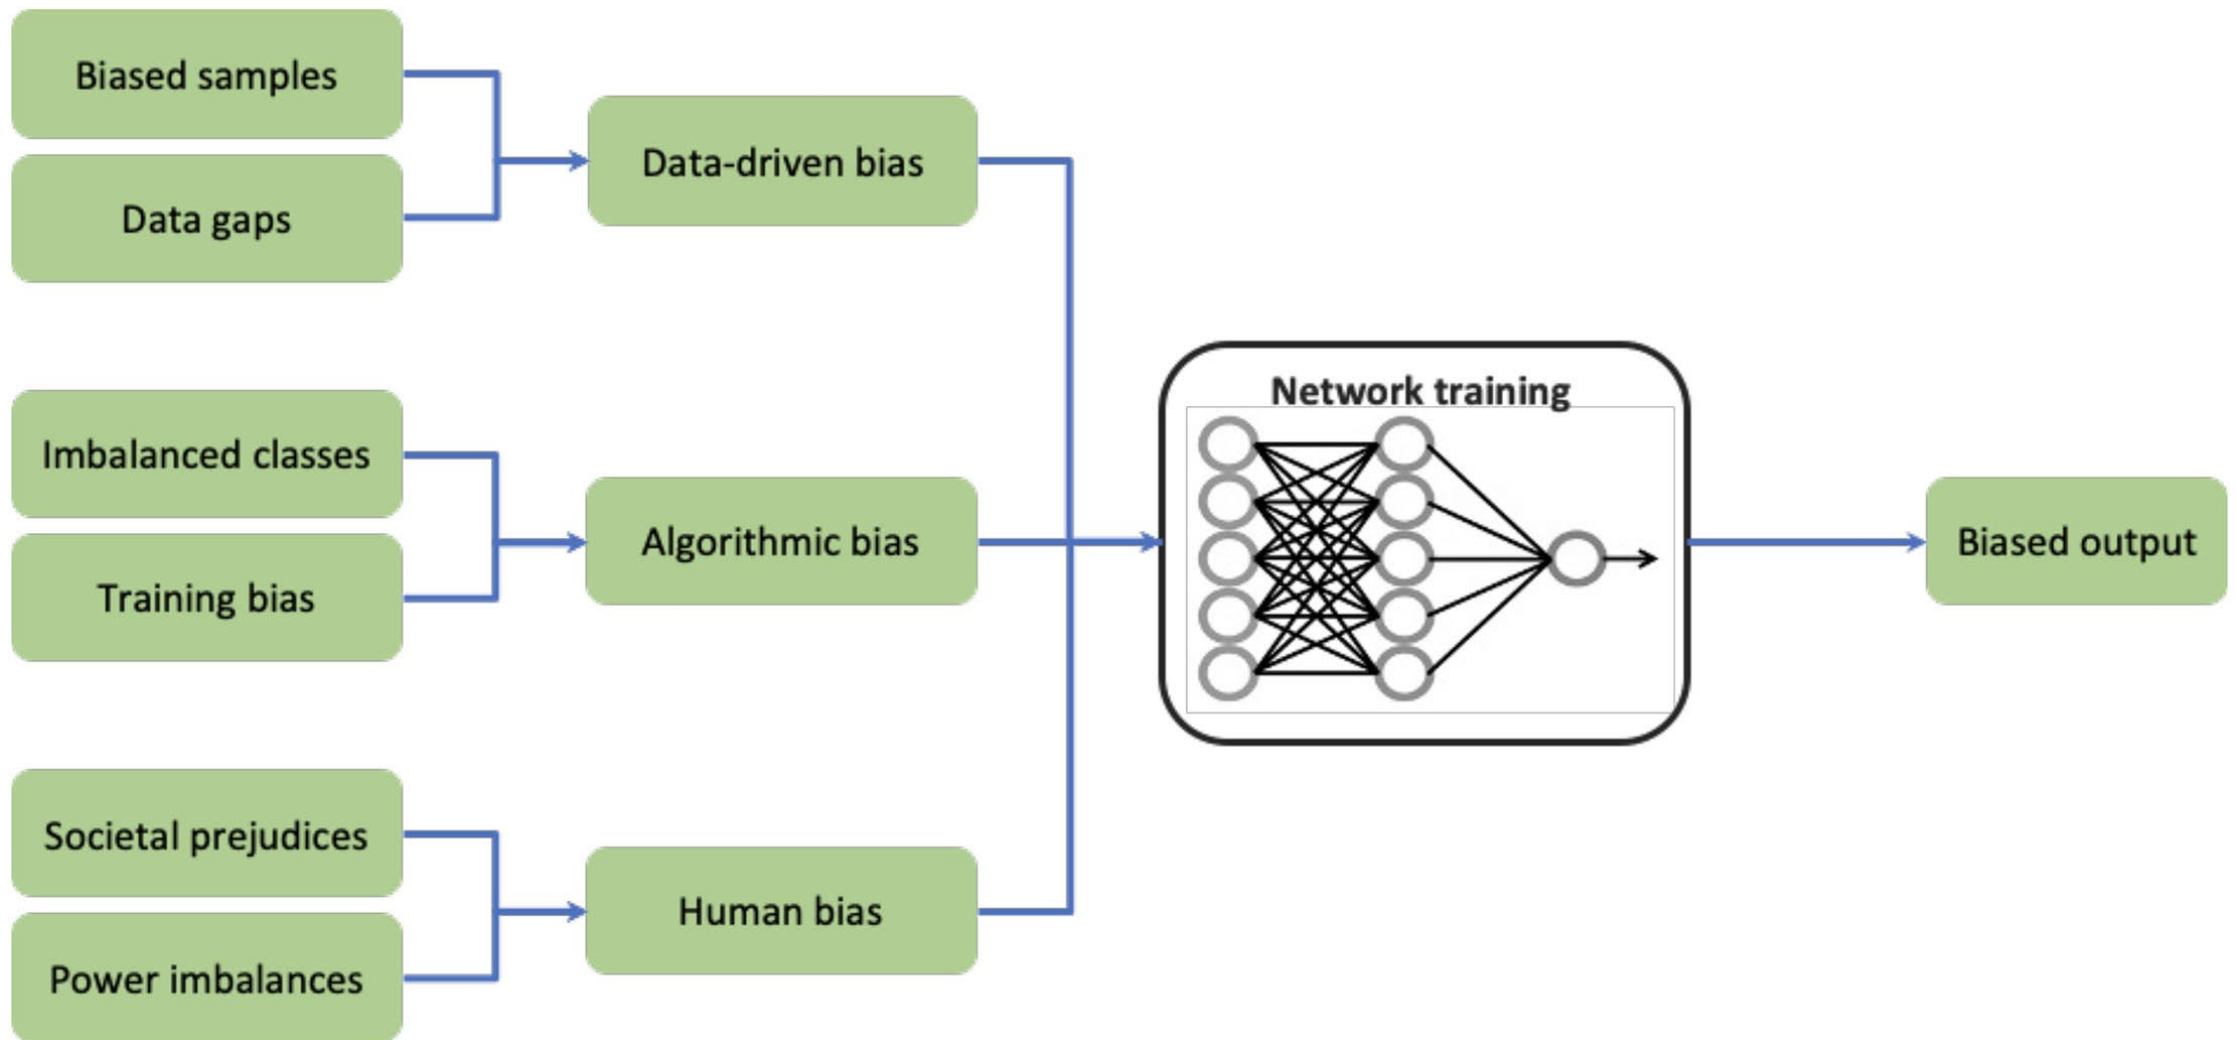 Biased samples
Data gaps
Data-driven bias
Imbalanced classes
Training bias
Algorithmic bias
Societal prejudices
Power imbalances
Human bias
Network training
Biased output